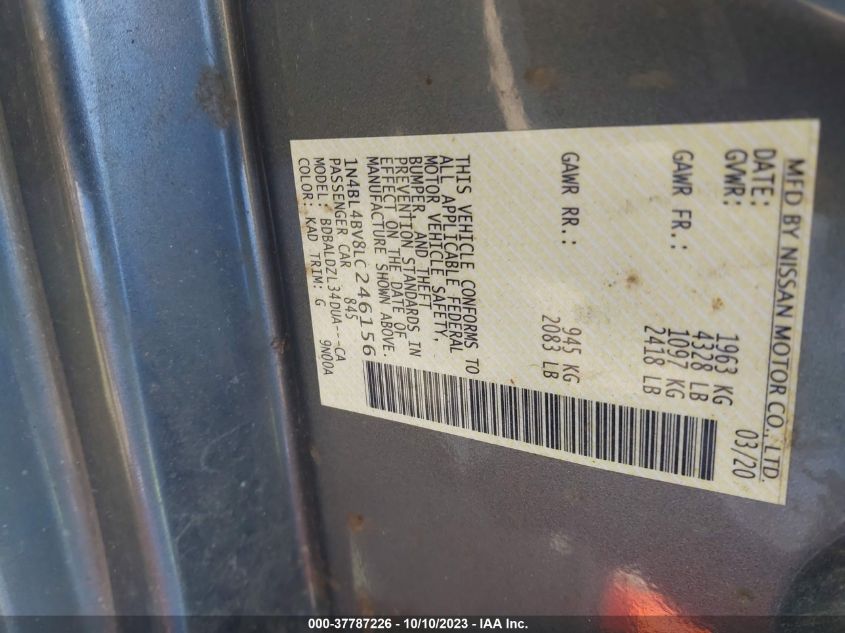 MFD BY NISSAN MOTOR CO., LTD.
DATE: 03/20
GVWR: 1963 KG
4328 LB
GAWR FR.: 1097 KG
2418 LB
GAWR RR.: 945 KG
2083 LB
THIS VEHICLE CONFORMS TO
ALL APPLICABLE FEDERAL
MOTOR VEHICLE SAFETY,
BUMPER AND THEFT
PREVENTION STANDARDS IN
EFFECT ON THE DATE OF
MANUFACTURE SHOWN ABOVE.
1N4BL4BV8LC246156
PASSENGER CAR 845
MODEL: BDBALDZL34DUA---CA
COLOR: KAD TRIM: G 9N00A
000-37787226 - 10/10/2023 - IAA Inc.